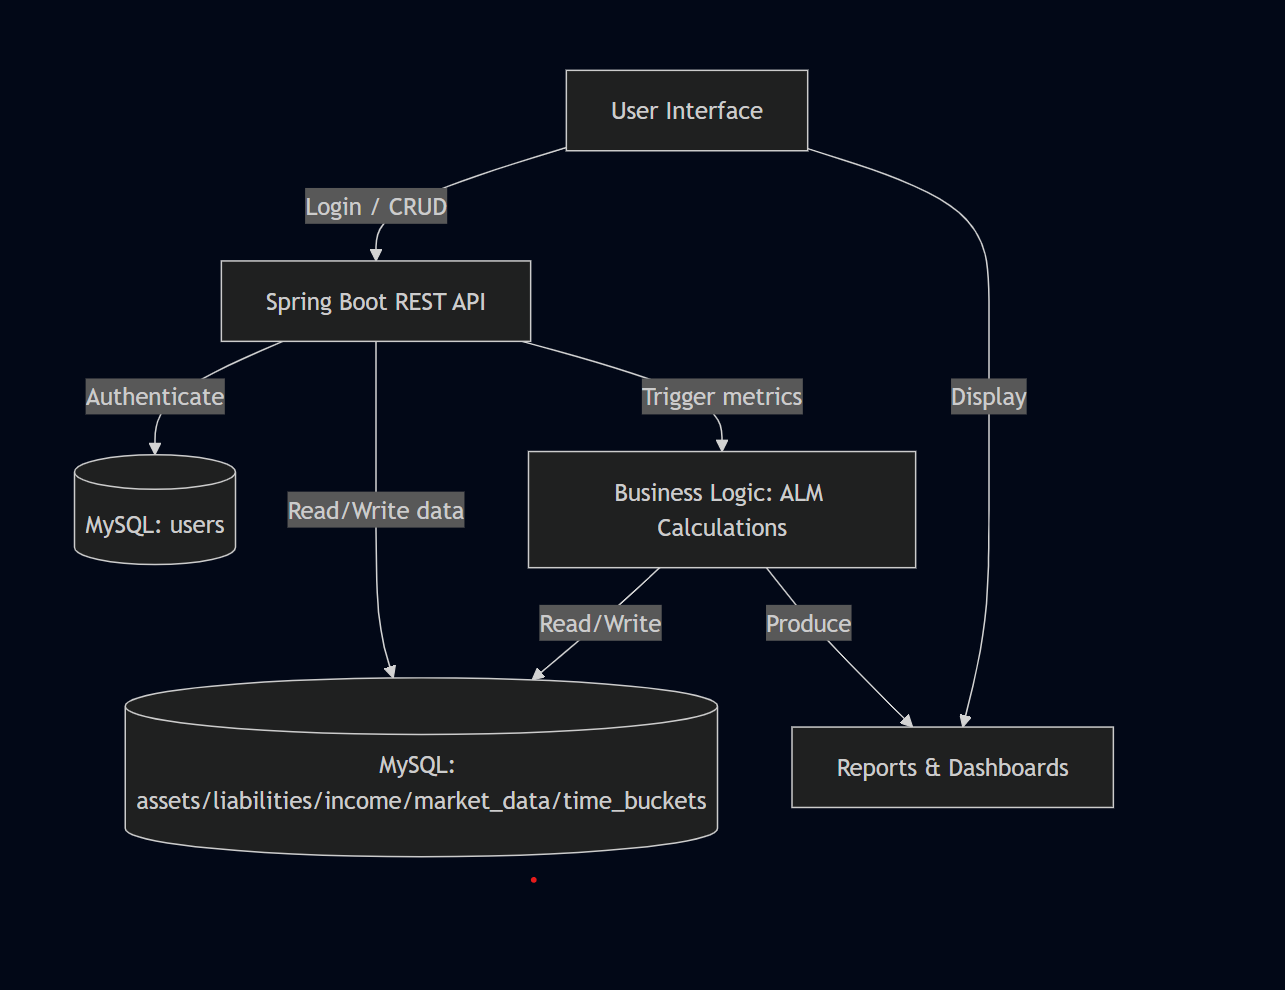 User Interface
Login / CRUD
Spring Boot REST API
Authenticate
Trigger metrics
Display
MySQL: users
Read/Write data
Business Logic: ALM
Calculations
Read/Write
Produce
MySQL:
assets/liabilities/income/market_data/time_buckets
Reports & Dashboards